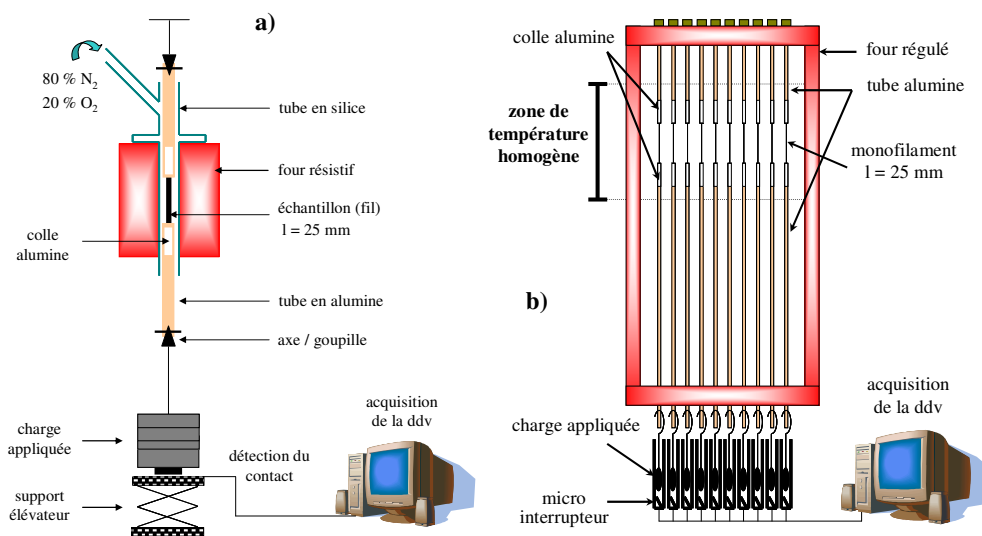 a)
80 % N2
20 % O2
tube en silice
four résistif
échantillon (fil)
l = 25 mm
colle
alumine
tube en alumine
axe / goupille
charge
appliquée
support
élévateur
détection du
contact
acquisition
de la ddv
b)
colle alumine
four régulé
tube alumine
zone de
température
homogène
monofilament
l = 25 mm
charge appliquée
micro
interrupteur
acquisition
de la ddv